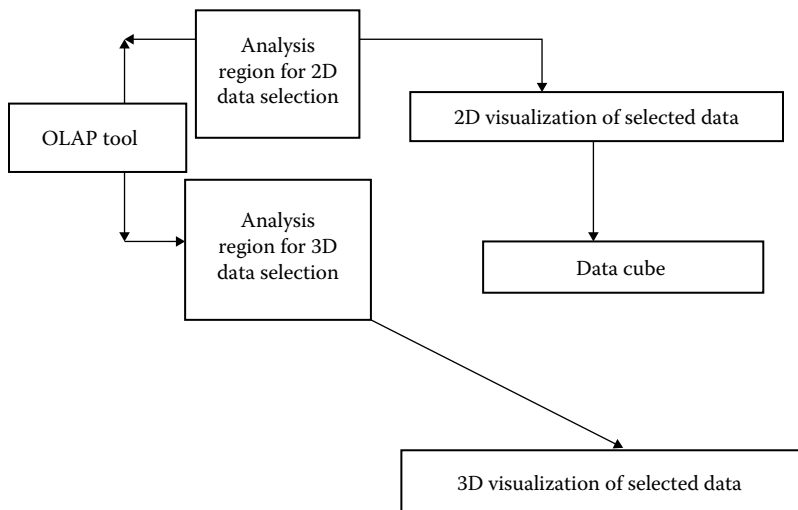 Analysis
region for 2D
data selection
2D visualization of selected data
OLAP tool
Analysis
region for 3D
data selection
Data cube
3D visualization of selected data